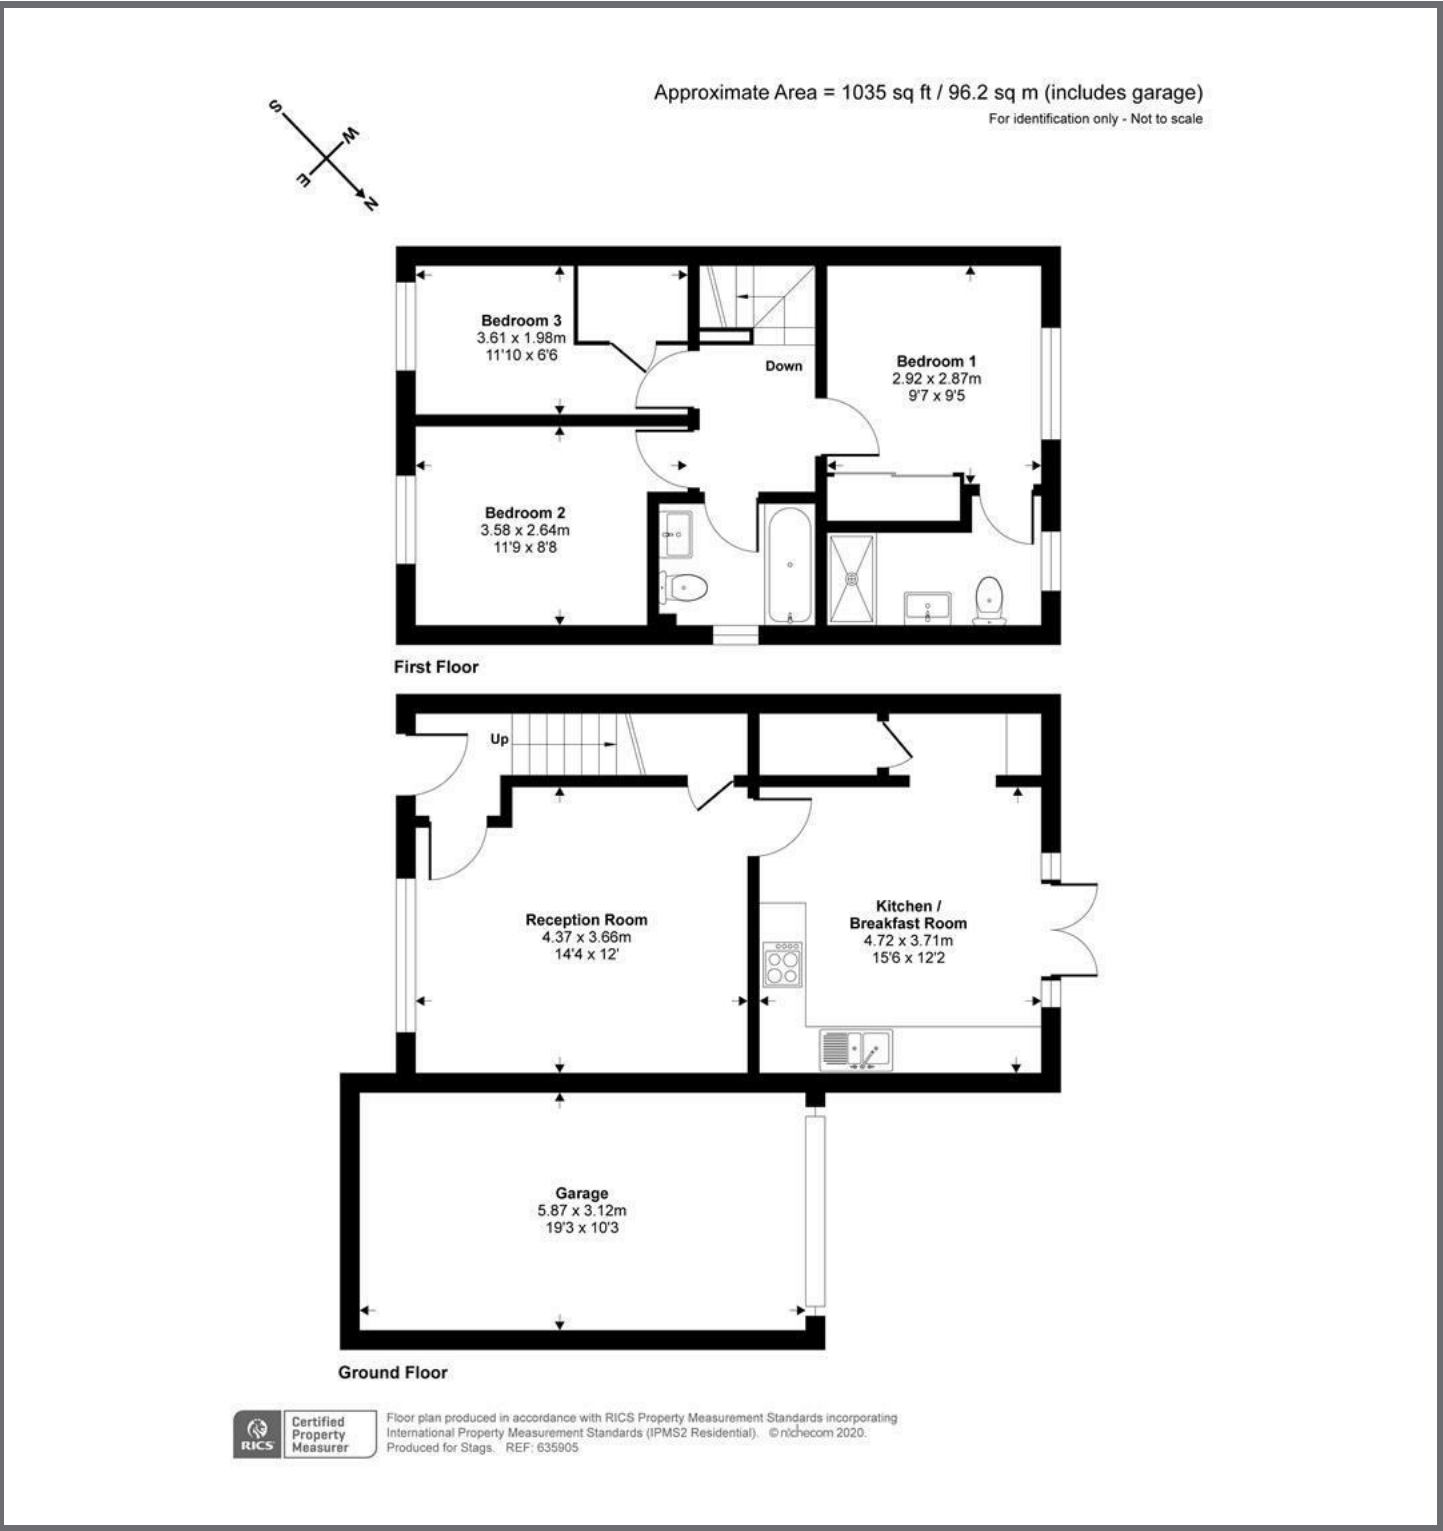 Approximate Area = 1035 sq ft / 96.2 sq m (includes garage)
For identification only - Not to scale
S
W
E
N
Bedroom 3
3.61 x 1.98m
11'10 x 6'6
Down
Bedroom 1
2.92 x 2.87m
9'7 x 9'5
Bedroom 2
3.58 x 2.64m
11'9 x 8'8
First Floor
Up
Reception Room
4.37 x 3.66m
14'4 x 12'
Kitchen /
Breakfast Room
4.72 x 3.71m
15'6 x 12'2
Garage
5.87 x 3.12m
19'3 x 10'3
Ground Floor
RICS
Certified
Property
Measurer
Floor plan produced in accordance with RICS Property Measurement Standards incorporating
International Property Measurement Standards (IPMS2 Residential). © nichecom 2020.
Produced for Stags. REF: 635905